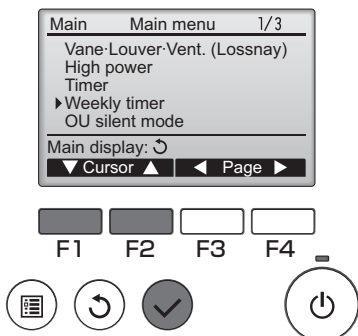 Main Main menu 1/3
Vane·Louver·Vent. (Lossnay)
High power
Timer
▶Weekly timer
OU silent mode
Main display: ↺
▼ Cursor ▲ ◀ Page ▶
F1 F2 F3 F4